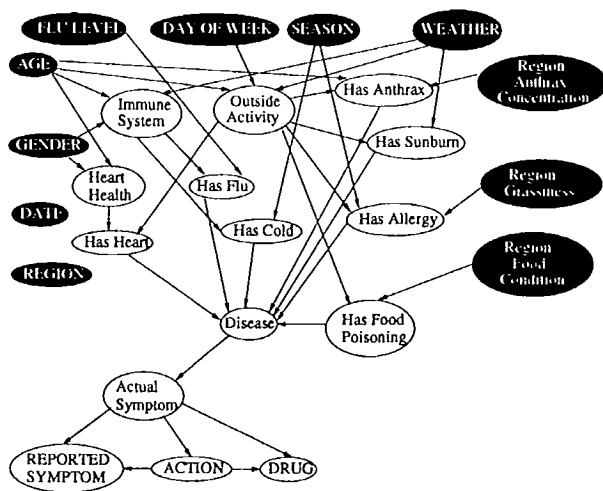 FLU LEVEL
DAY OF WEEK
SEASON
WEATHER
AGE
Immune
System
Outside
Activity
Has Anthrax
Region
Anthrax
Concentration
GENDER
Has Sunburn
Heart
Health
Has Flu
Region
Grassiness
DATE
Has Heart
Has Cold
Has Allergy
REGION
Region
Food
Condition
Disease
Has Food
Poisoning
Actual
Symptom
REPORTED
SYMPTOM
ACTION
DRUG